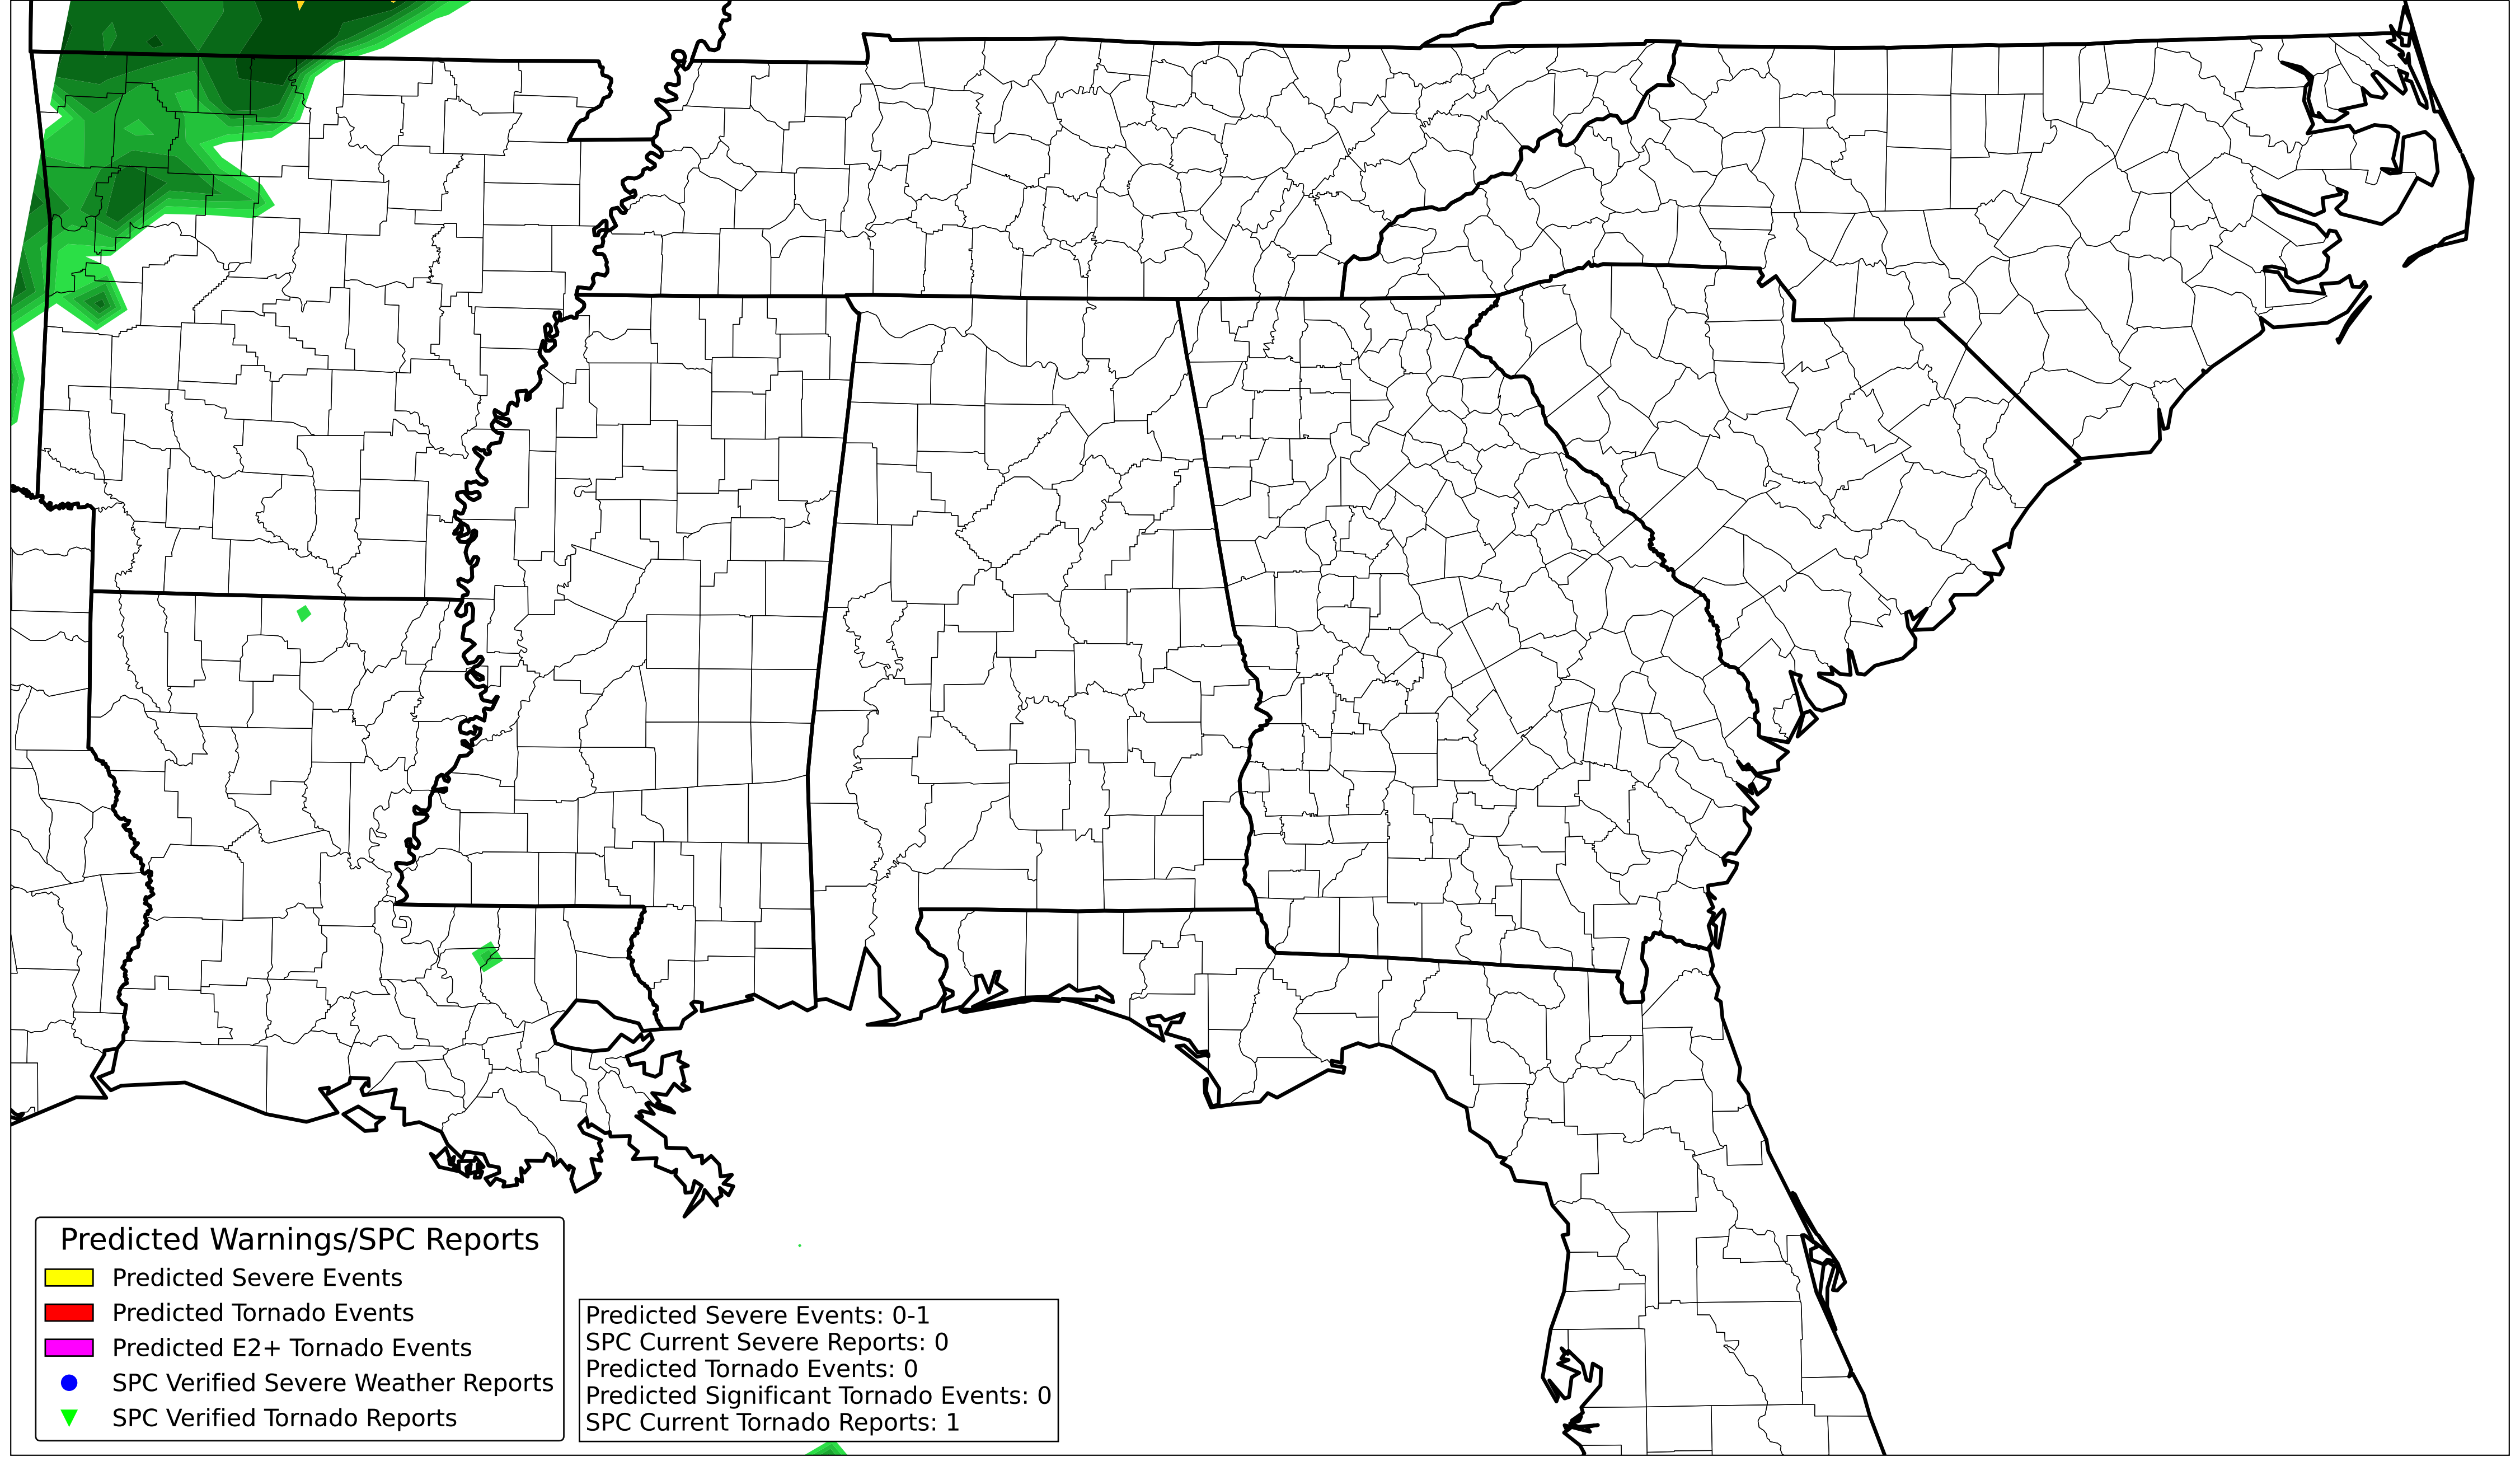 Predicted Warnings/SPC Reports
Predicted Severe Events
Predicted Tornado Events
Predicted E2+ Tornado Events
SPC Verified Severe Weather Reports
SPC Verified Tornado Reports
Predicted Severe Events: 0-1
SPC Current Severe Reports: 0
Predicted Tornado Events: 0
Predicted Significant Tornado Events: 0
SPC Current Tornado Reports: 1